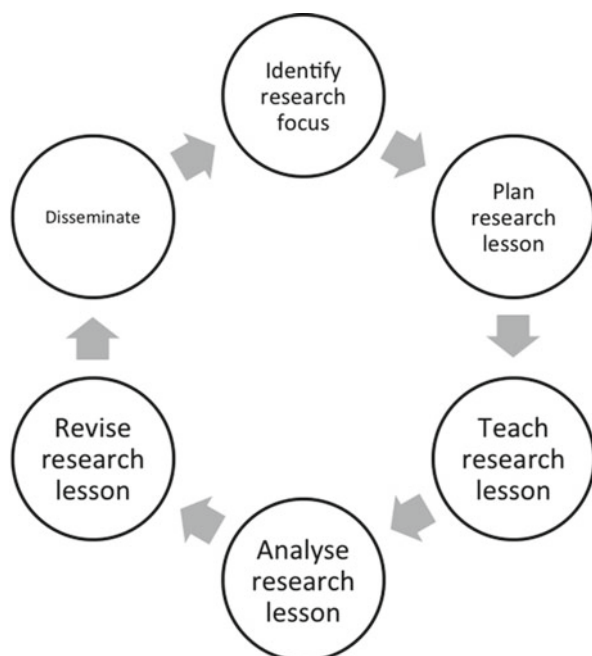 Identify
research
focus
Plan
research
lesson
Teach
research
lesson
Analyse
research
lesson
Revise
research
lesson
Disseminate